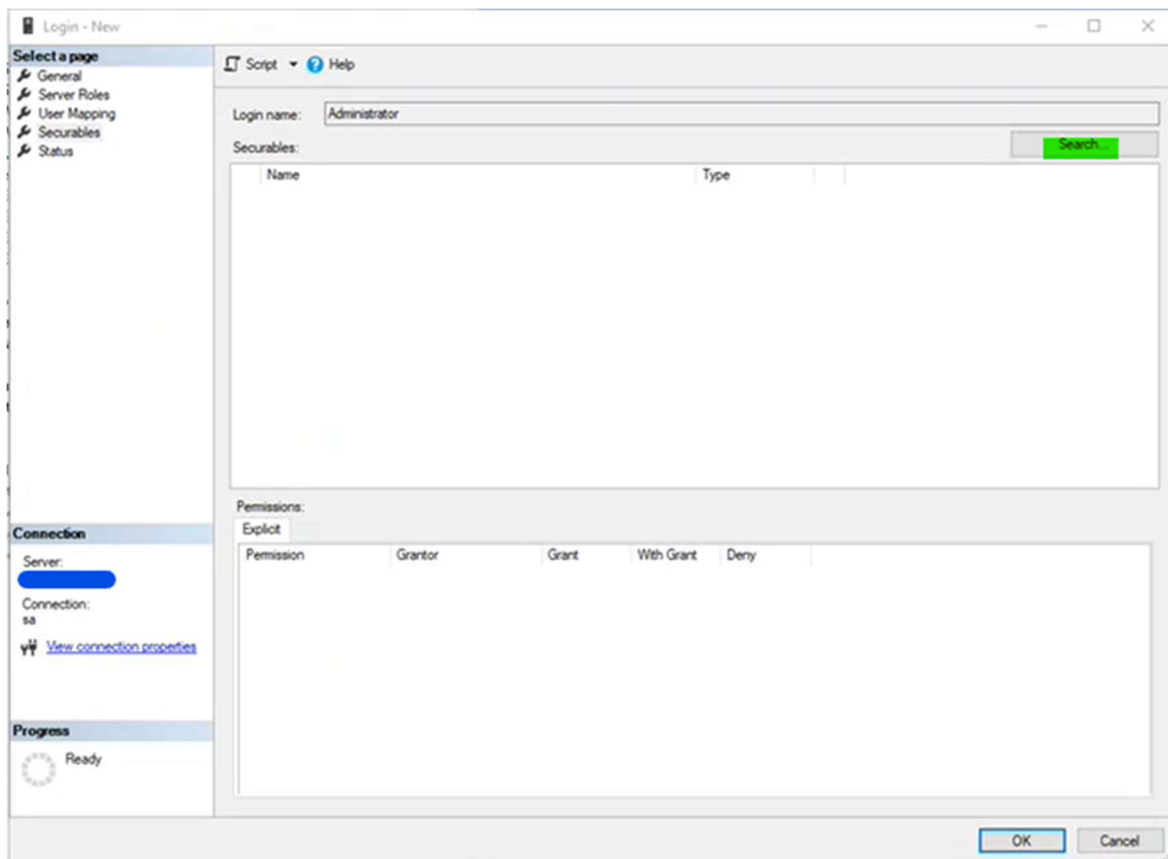 Login - New
Select a page
General
Server Roles
User Mapping
Securables
Status
Script Help
Login name: Administrator
Securables: Search...
Name Type
Permissions:
Explicit
Permission Grantor Grant With Grant Deny
Connection
Server:
Connection:
sa
View connection properties
Progress
Ready
OK Cancel